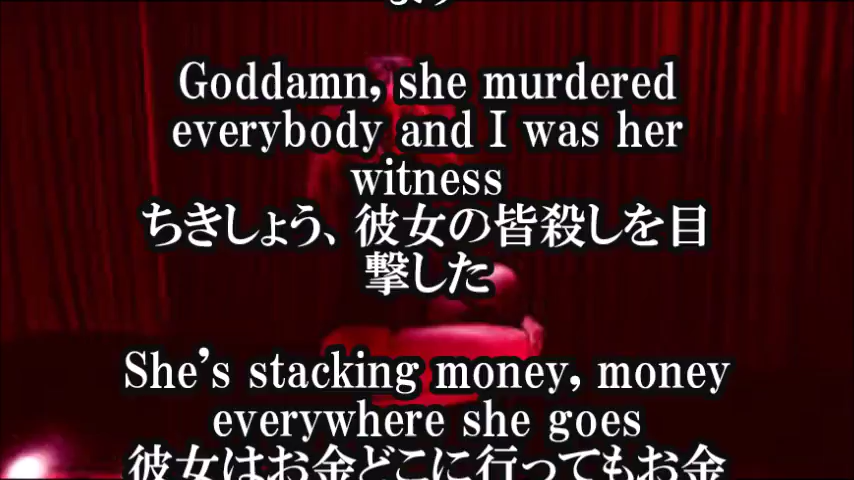 Goddamn, she murdered
everybody and I was her
witness
ちきしょう、彼女の皆殺しを目
撃した
She's stacking money, money
everywhere she goes
彼女はお金どこに行ってもお金